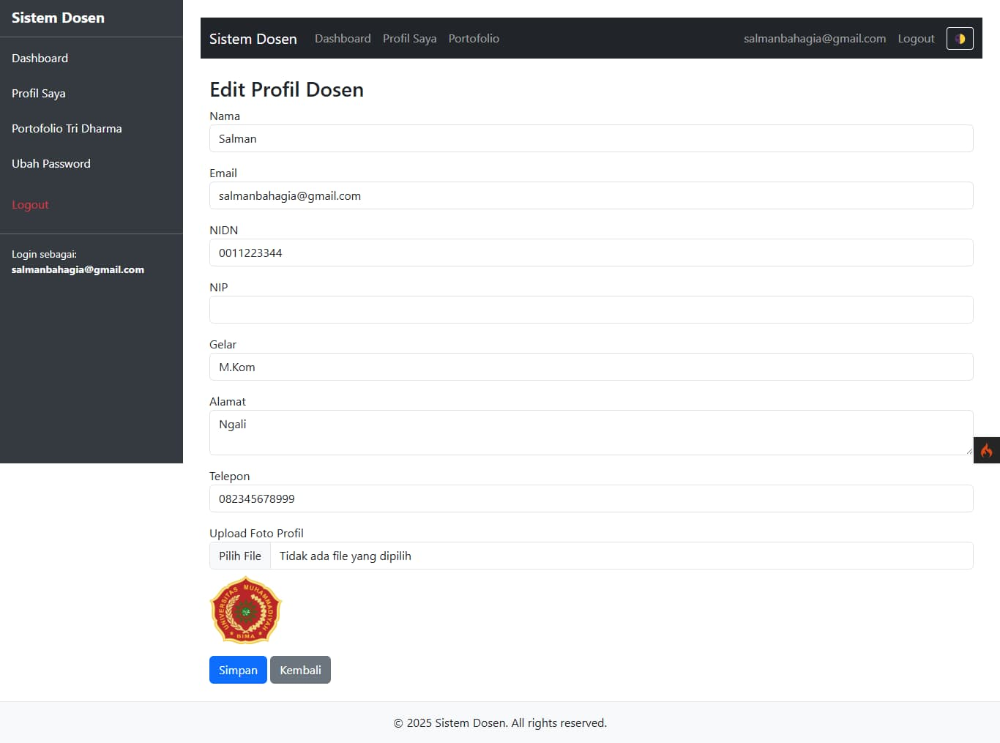 Sistem Dosen
Dashboard
Profil Saya
Portofolio Tri Dharma
Ubah Password
Logout
Login sebagai:
salmanbahagia@gmail.com
Sistem Dosen Dashboard Profil Saya Portofolio salmanbahagia@gmail.com Logout
Edit Profil Dosen
Nama
Salman
Email
salmanbahagia@gmail.com
NIDN
0011223344
NIP
Gelar
M.Kom
Alamat
Ngali
Telepon
082345678999
Upload Foto Profil
Pilih File Tidak ada file yang dipilih
UNIVERSITAS MUHAMMADIYAH
BIMA
Simpan Kembali
© 2025 Sistem Dosen. All rights reserved.